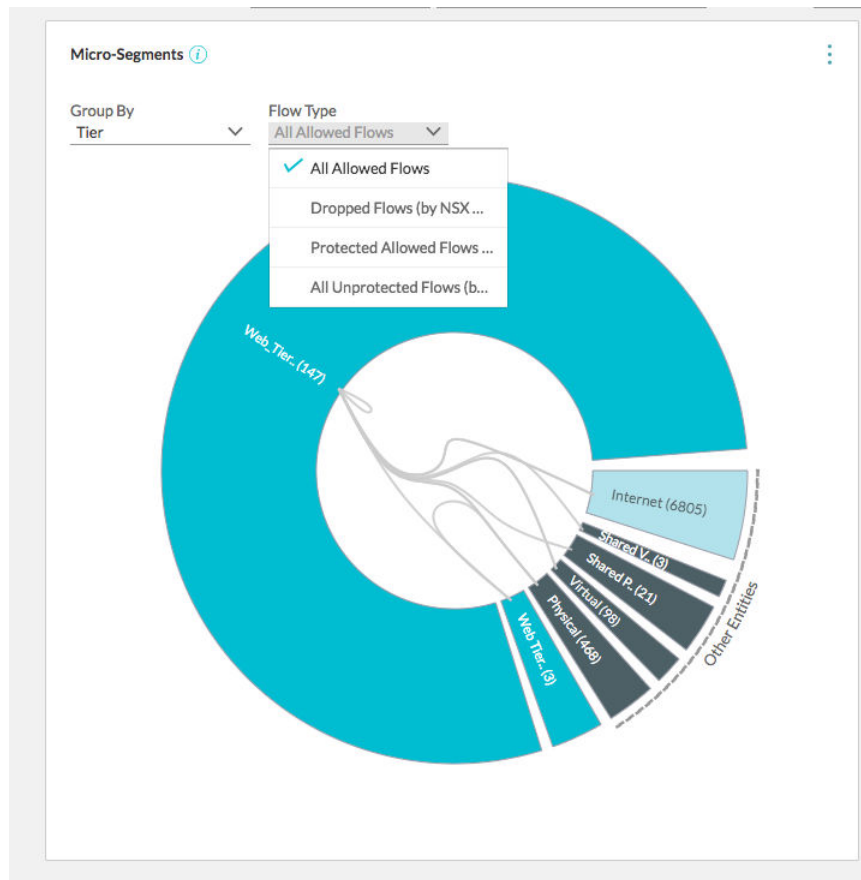 Micro-Segments i
Group By
Flow Type
Tier
All Allowed Flows
All Allowed Flows
Dropped Flows (by NSX ...
Protected Allowed Flows ...
All Unprotected Flows (b...
Web_Tier.. (147)
Internet (6805)
Shared V.. (3)
Shared P.. (21)
Virtual (98)
Physical (468)
Web Tier.. (3)
Other Entities